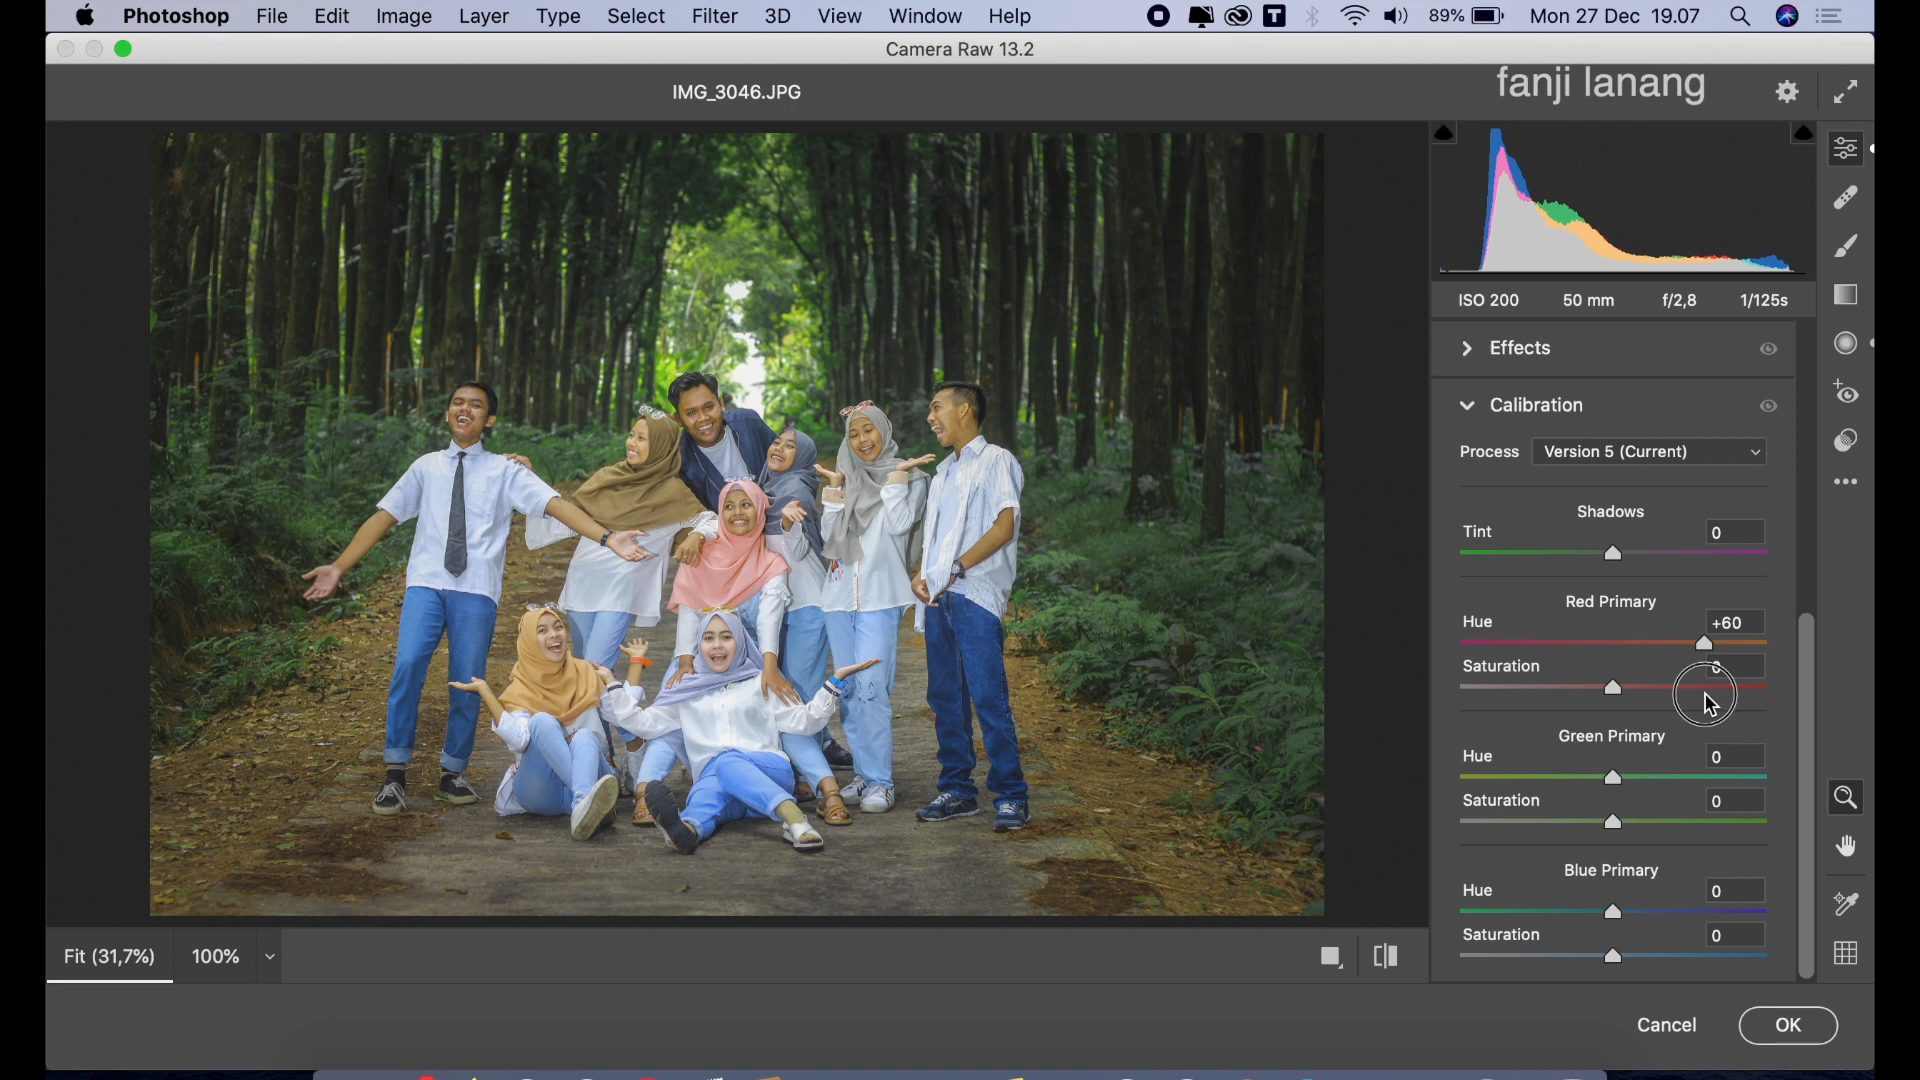 Photoshop File Edit Image Layer Type Select Filter 3D View Window Help
T 89% Mon 27 Dec 19.07
Camera Raw 13.2
IMG_3046.JPG
fanji lanang
ISO 200 50 mm f/2,8 1/125s
Effects
Calibration
Process Version 5 (Current)
Shadows
Tint 0
Red Primary
Hue +60
Saturation
Green Primary
Hue 0
Saturation 0
Blue Primary
Hue 0
Saturation 0
Fit (31,7%) 100%
Cancel OK